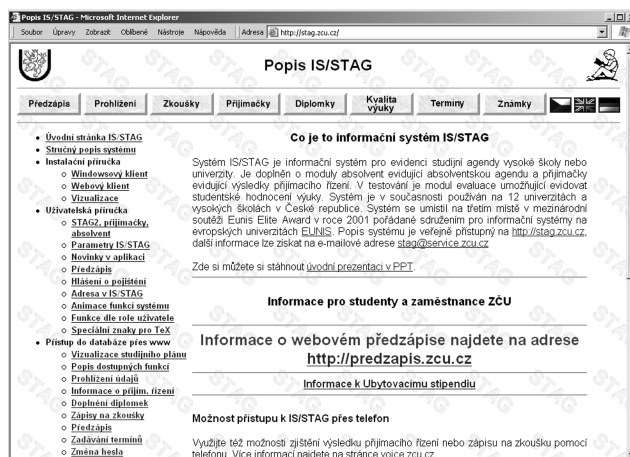 Popis IS/STAG - Microsoft Internet Explorer
Soubor Úpravy Zobrazit Oblíbené Nástroje Nápověda Adresa http://stag.zcu.cz/
Popis IS/STAG
Předzápis Prohlížení Zkoušky Přijímačky Diplomky Kvalita výuky Termíny Známky
Úvodní stránka IS/STAG
Stručný popis systému
Instalační příručka
Windowsový klient
Webový klient
Vizualizace
Uživatelská příručka
STAG2, přijímačky,
absolvent
Parametry IS/STAG
Novinky v aplikaci
Předzápis
Hlášení o pojištění
Adresa v IS/STAG
Animace funkcí systému
Funkce dle role uživatele
Speciální znaky pro TeX
Přístup do databáze přes www
Vizualizace studijního plánu
Popis dostupných funkcí
Prohlížení údajů
Informace o přijím. řízení
Doplnění diplomek
Zápisy na zkoušky
Předzápis
Zadávání termínů
Změna hesla
Co je to informační systém IS/STAG
Systém IS/STAG je informační systém pro evidenci studijní agendy vysoké školy nebo
univerzity. Je doplněn o moduly absolvent evidující absolventskou agendu a přijímačky
evidující výsledky přijímacího řízení. V testování je modul evaluace umožňující evidovat
studentské hodnocení výuky. Systém je v současnosti používán na 12 univerzitách a
vysokých školách v České republice. Systém se umístil na třetím místě v mezinárodní
soutěži Eunis Elite Award v roce 2001 pořádané sdružením pro informační systémy na
evropských univerzitách EUNIS. Popis systému je veřejně přístupný na http://stag.zcu.cz,
další informace lze získat na e-mailové adrese stag@service.zcu.cz
Zde si můžete si stáhnout úvodní prezentaci v PPT.
Informace pro studenty a zaměstnance ZČU
Informace o webovém předzápise najdete na adrese
http://predzapis.zcu.cz
Informace k Ubytovacímu stipendiu
Možnost přístupu k IS/STAG přes telefon
Využijte též možnosti zjištění výsledku přijímacího řízení nebo zápisu na zkoušku pomocí
telefonu. Více informací najdete na stránce voice.zcu.cz